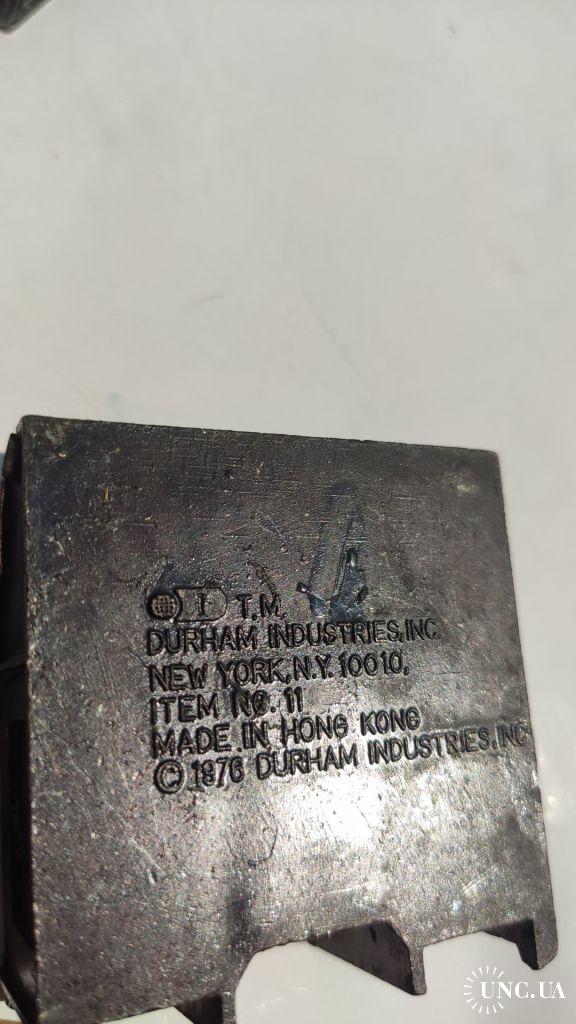 I T.M.
DURHAM INDUSTRIES, INC.
NEW YORK, N.Y. 10010,
ITEM NO. 11
MADE IN HONG KONG
© 1976 DURHAM INDUSTRIES, INC
UNC.UA